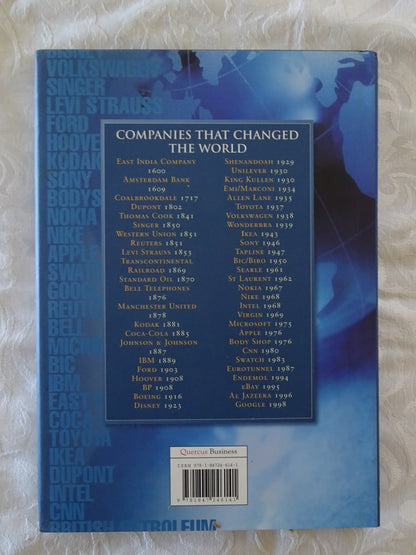 VOLKSWAGEN
SINGER
LEVI STRAUSS
FORD
HOOVER
KODAK
SONY
BODYS
NIKE
APPLE
COMPANIES THAT CHANGED
THE WORLD
EAST INDIA COMPANY
1600
AMSTERDAM BANK
1609
COALBROOKDALE 1717
DUPONT 1802
THOMAS COOK 1841
SINGER 1850
WESTERN UNION 1851
REUTERS 1851
LEVI STRAUSS 1853
TRANSCONTINENTAL
RAILROAD 1869
STANDARD OIL 1870
BELL TELEPHONES
1876
MANCHESTER UNITED
1878
KODAK 1881
COCA-COLA 1885
JOHNSON & JOHNSON
1887
IBM 1889
FORD 1903
HOOVER 1908
BP 1908
BOEING 1916
DISNEY 1923
SHENANDOAH 1929
UNILEVER 1930
KING KULLEN 1930
EMI/MARCONI 1934
ALLEN LANE 1935
TOYOTA 1937
VOLKSWAGEN 1938
WONDERBRA 1939
IKEA 1943
SONY 1946
TAPLINE 1947
BIC/BIRO 1950
SEARLE 1961
ST LAURENT 1962
NOKIA 1967
NIKE 1968
INTEL 1968
VIRGIN 1969
MICROSOFT 1975
APPLE 1976
BODY SHOP 1976
CNN 1980
SWATCH 1983
EUROTUNNEL 1987
ENDEMOL 1994
EBAY 1995
AL JAZEERA 1996
GOOGLE 1998
IBM
COCA
TOYOTA
IKEA
DUPONT
INTEL
CNN
BRITISH PETROLEUM
Quercus Business